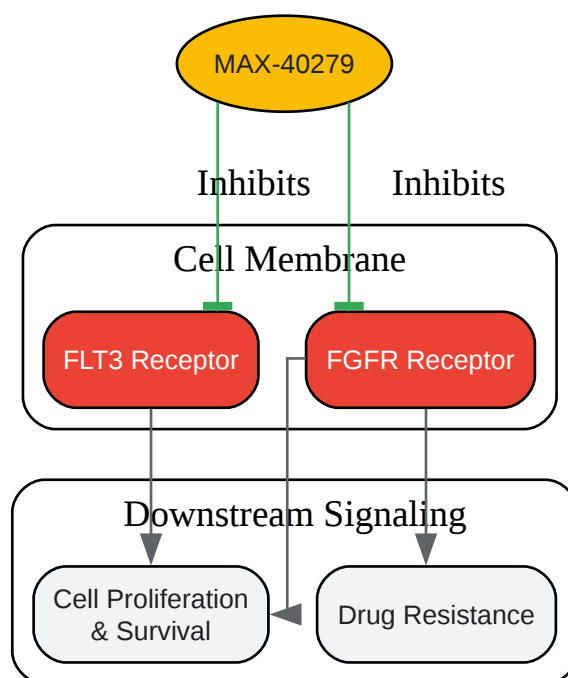 MAX-40279
Inhibits
Inhibits
Cell Membrane
FLT3 Receptor
FGFR Receptor
Downstream Signaling
Cell Proliferation
& Survival
Drug Resistance